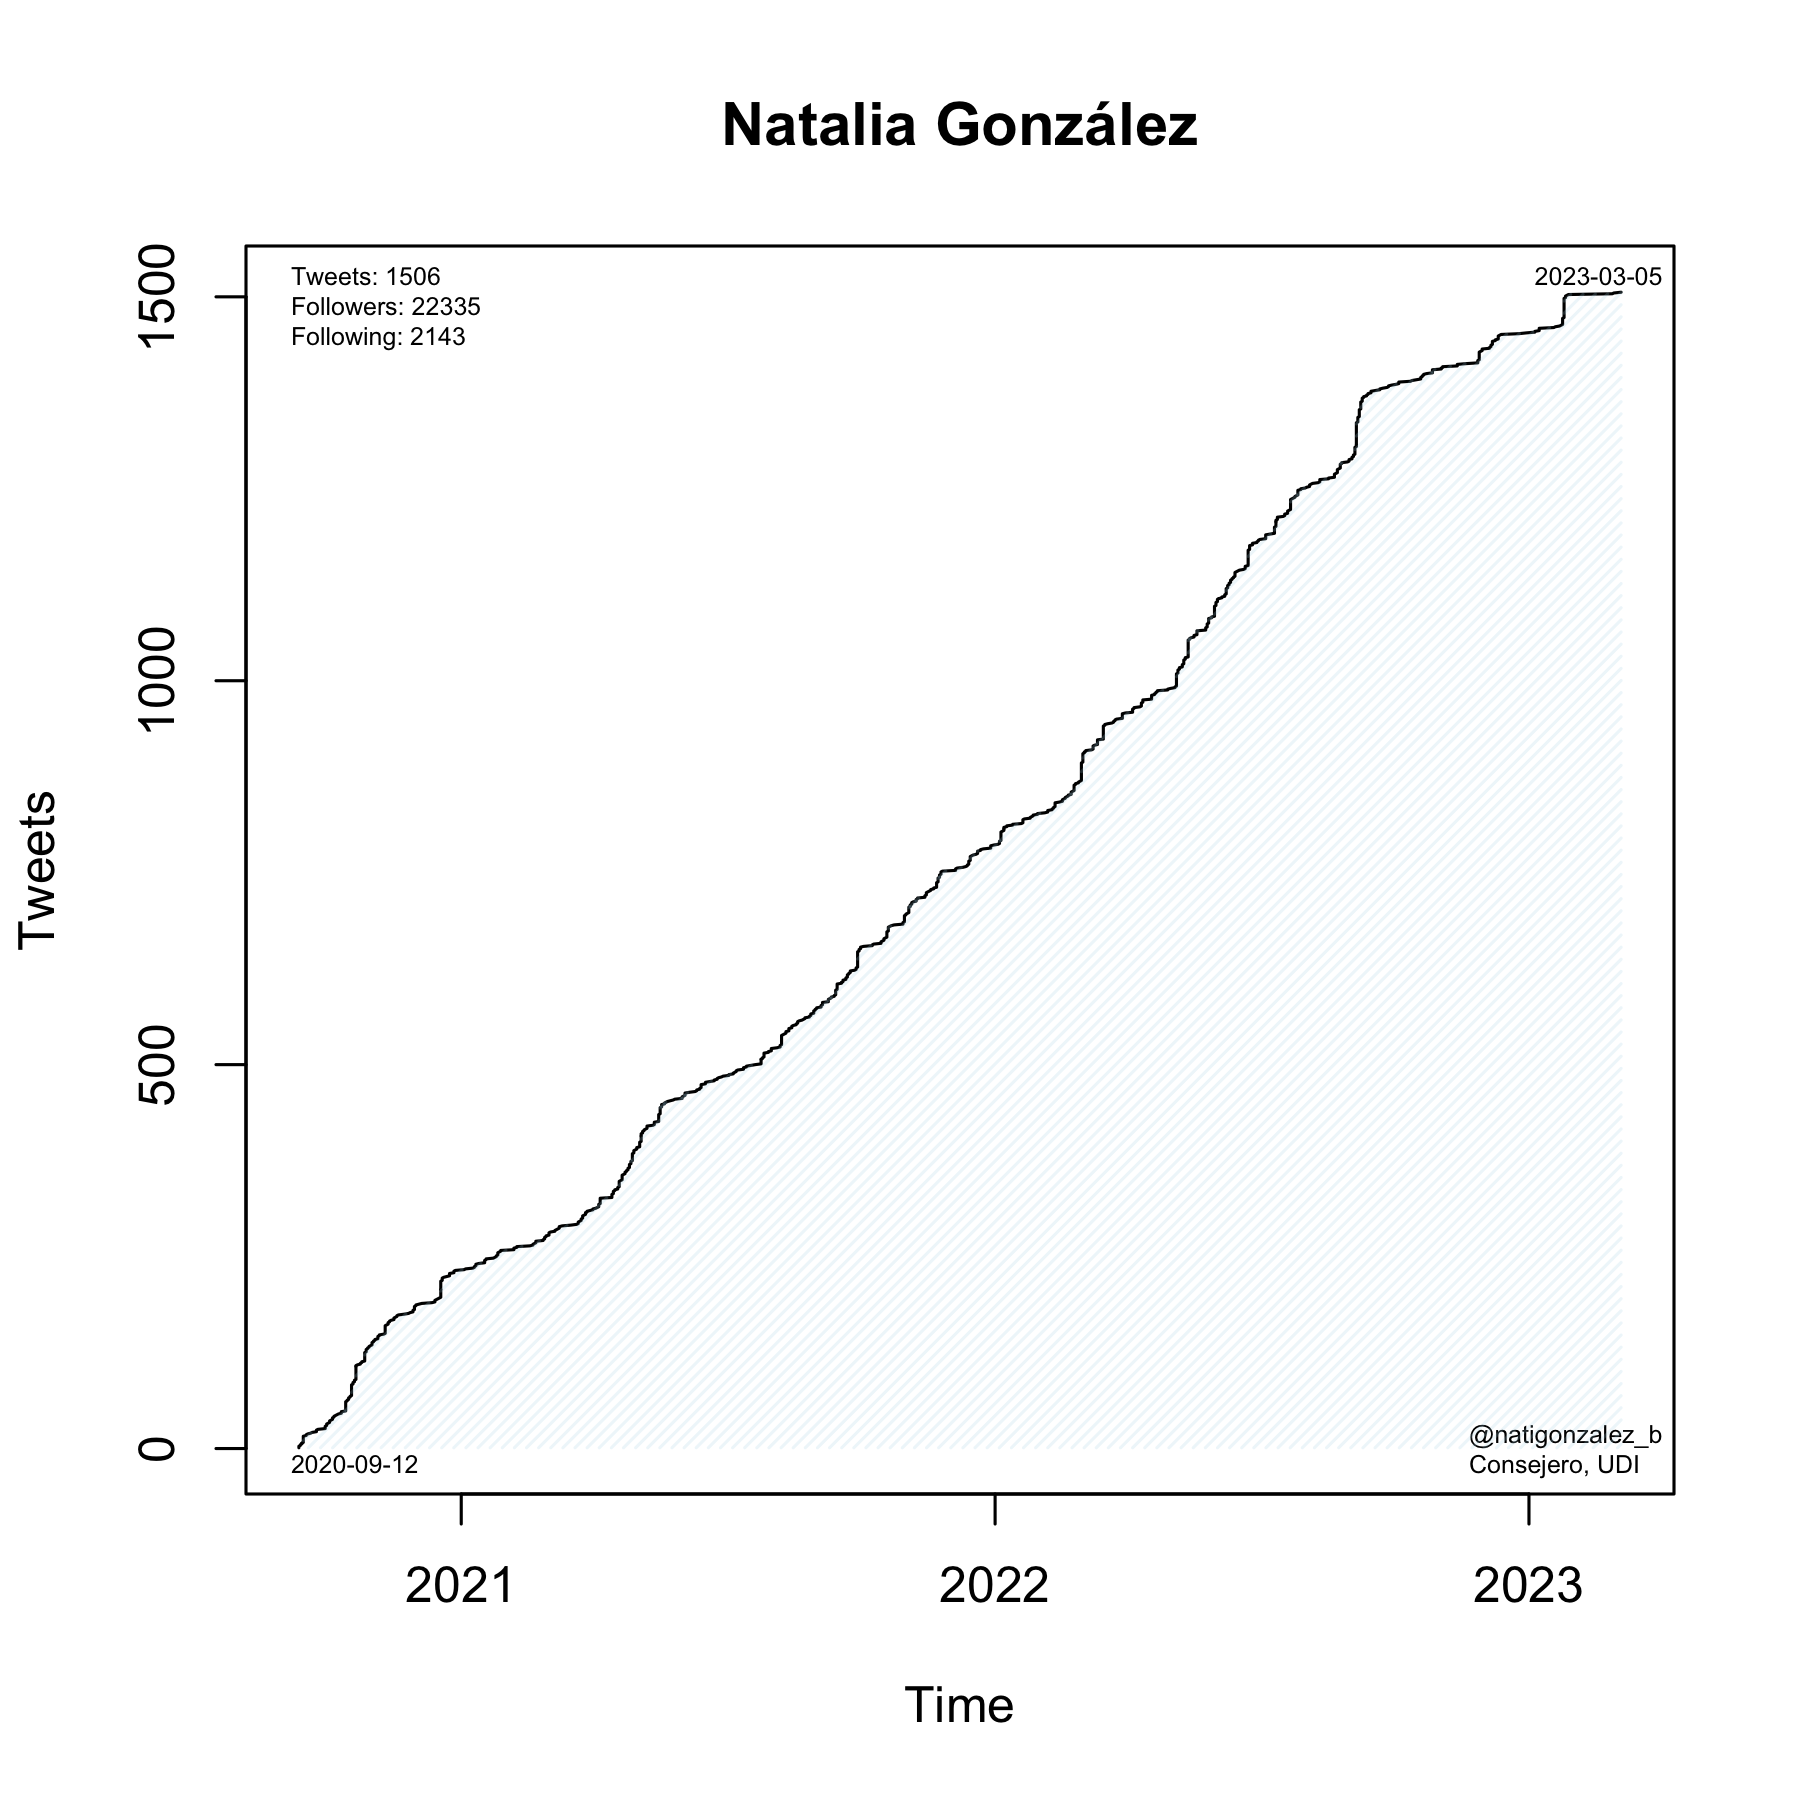 Natalia González
Tweets: 1506
Followers: 22335
Following: 2143
2023-03-05
1500
1000
500
0
Tweets
2020-09-12
@natigonzalez_b
Consejero, UDI
2021
2022
2023
Time